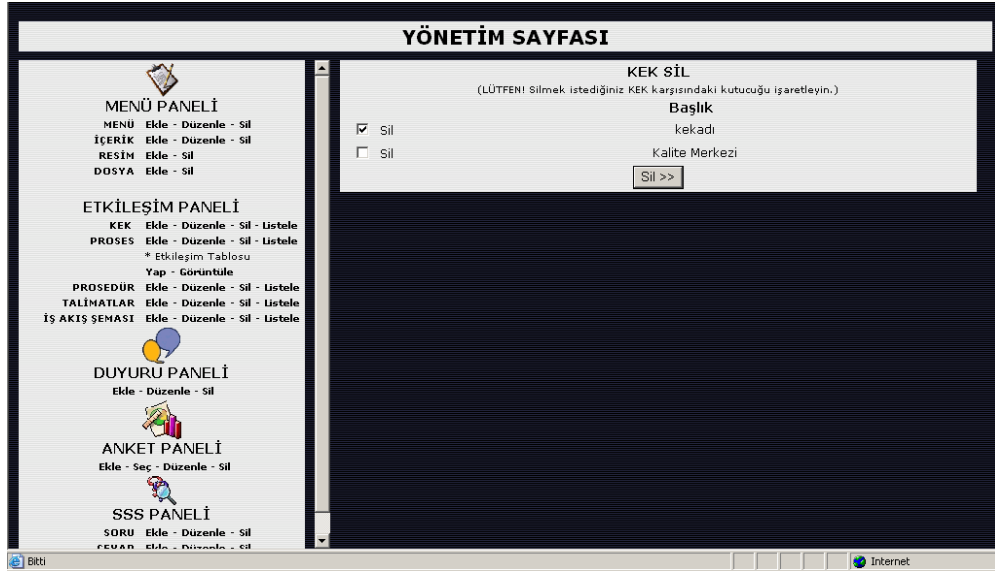 YÖNETİM SAYFASI
MENÜ PANELİ
MENÜ Ekle - Düzenle - Sil
İÇERİK Ekle - Düzenle - Sil
RESİM Ekle - Sil
DOSYA Ekle - Sil
ETKİLEŞİM PANELİ
KEK Ekle - Düzenle - Sil - Listele
PROSES Ekle - Düzenle - Sil - Listele
* Etkileşim Tablosu
Yap - Görüntüle
PROSEDÜR Ekle - Düzenle - Sil - Listele
TALİMATLAR Ekle - Düzenle - Sil - Listele
İŞ AKIŞ ŞEMASI Ekle - Düzenle - Sil - Listele
DUYURU PANELİ
Ekle - Düzenle - Sil
ANKET PANELİ
Ekle - Seç - Düzenle - Sil
SSS PANELİ
SORU Ekle - Düzenle - Sil
CEVAP Ekle - Düzenle - Sil
KEK SİL
(LÜTFEN! Silmek istediğiniz KEK karşısındaki kutucuğu işaretleyin.)
Başlık
Sil kekadı
Sil Kalite Merkezi
Sil >>
Bitti
Internet